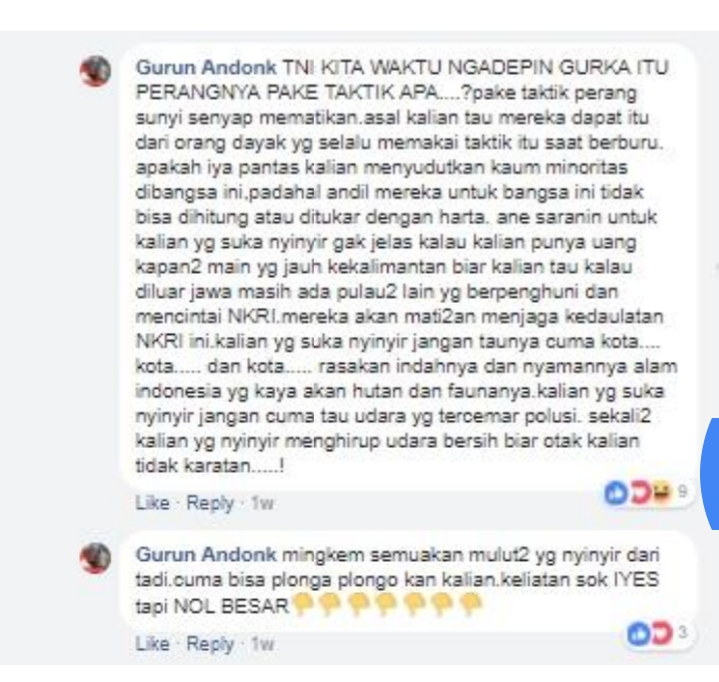 Gurun Andonk TNI KITA WAKTU NGADEPIN GURKA ITU
PERANGNYA PAKE TAKTIK APA....?pake taktik perang
sunyi senyap mematikan.asal kalian tau mereka dapat itu
dari orang dayak yg selalu memakai taktik itu saat berburu.
apakah iya pantas kalian menyudutkan kaum minoritas
dibangsa ini,padahal andil mereka untuk bangsa ini tidak
bisa dihitung atau ditukar dengan harta. ane saranin untuk
kalian yg suka nyinyir gak jelas kalau kalian punya uang
kapan2 main yg jauh kekalimantan biar kalian tau kalau
diluar jawa masih ada pulau2 lain yg berpenghuni dan
mencintai NKRI.mereka akan mati2an menjaga kedaulatan
NKRI ini.kalian yg suka nyinyir jangan taunya cuma kota....
kota..... dan kota..... rasakan indahnya dan nyamannya alam
indonesia yg kaya akan hutan dan faunanya.kalian yg suka
nyinyir jangan cuma tau udara yg tercemar polusi. sekali2
kalian yg nyinyir menghirup udara bersih biar otak kalian
tidak karatan.....!
9
Like · Reply · 1w
Gurun Andonk mingkem semuakan mulut2 yg nyinyir dari
tadi.cuma bisa plonga plongo kan kalian.keliatan sok IYES
tapi NOL BESAR👇👇👇👇👇👇👇
3
Like · Reply · 1w